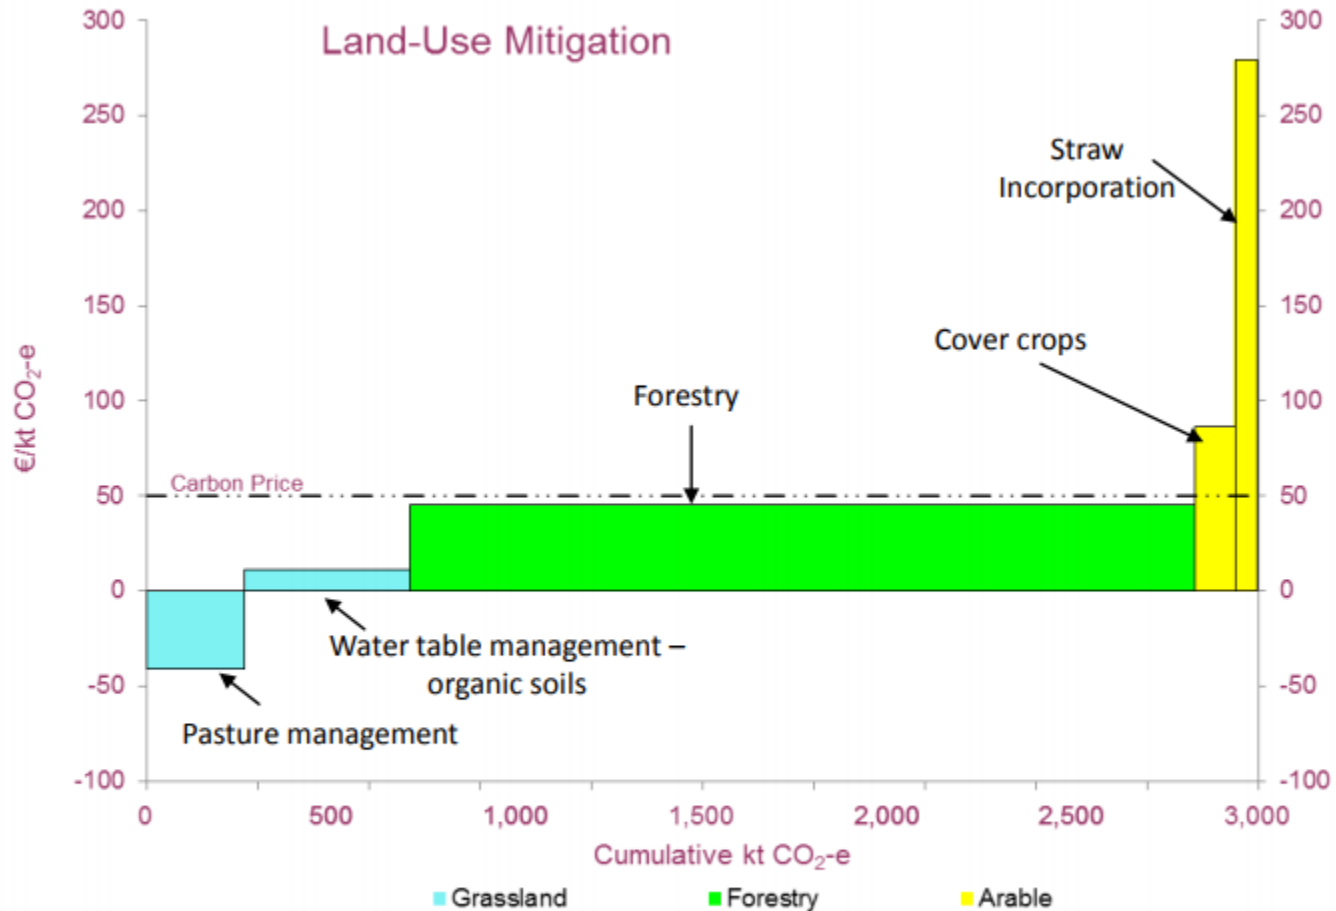 Land-Use Mitigation
300
250
200
150
100
50
0
-50
-100
€/kt CO₂-e
300
250
200
150
100
50
0
-50
-100
Carbon Price
Straw
Incorporation
Cover crops
Forestry
Water table management –
organic soils
Pasture management
0 500 1,000 1,500 2,000 2,500 3,000
Cumulative kt CO₂-e
Grassland Forestry Arable